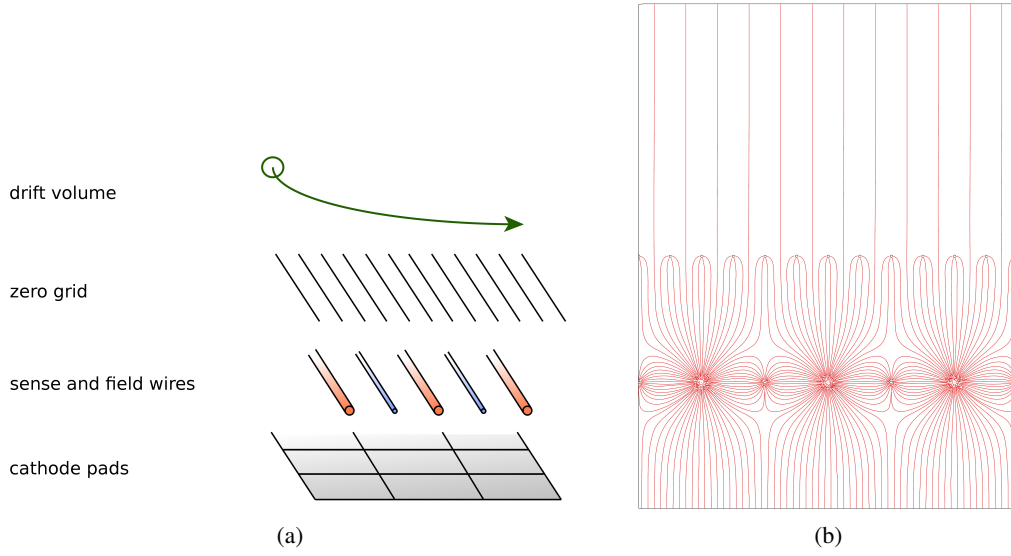 drift volume
zero grid
sense and field wires
cathode pads
(a)
(b)